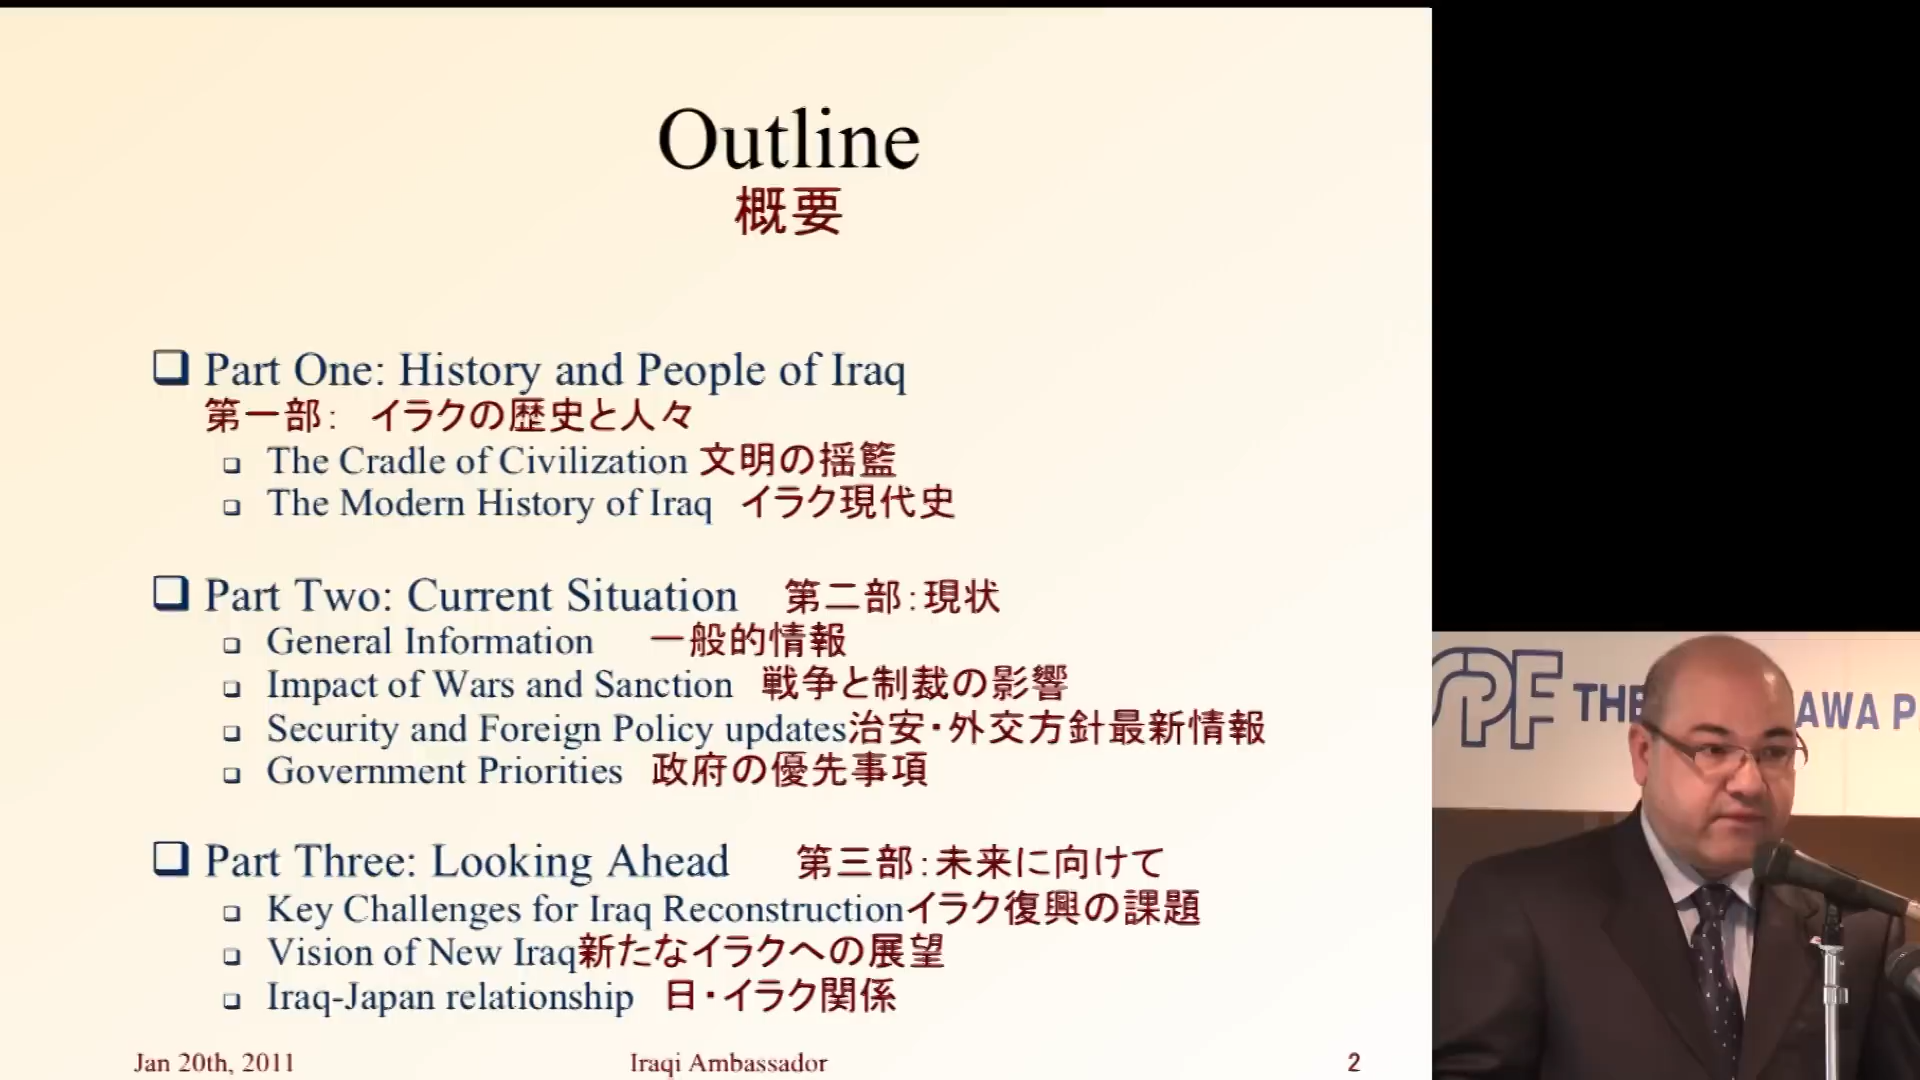 Outline
概要
❑ Part One: History and People of Iraq
第一部： イラクの歴史と人々
❑ The Cradle of Civilization 文明の揺籃
❑ The Modern History of Iraq イラク現代史
❑ Part Two: Current Situation 第二部：現状
❑ General Information 一般的情報
❑ Impact of Wars and Sanction 戦争と制裁の影響
❑ Security and Foreign Policy updates治安・外交方針最新情報
❑ Government Priorities 政府の優先事項
❑ Part Three: Looking Ahead 第三部：未来に向けて
❑ Key Challenges for Iraq Reconstructionイラク復興の課題
❑ Vision of New Iraq新たなイラクへの展望
❑ Iraq-Japan relationship 日・イラク関係
Jan 20th, 2011 Iraqi Ambassador 2
SPF THE AWA P